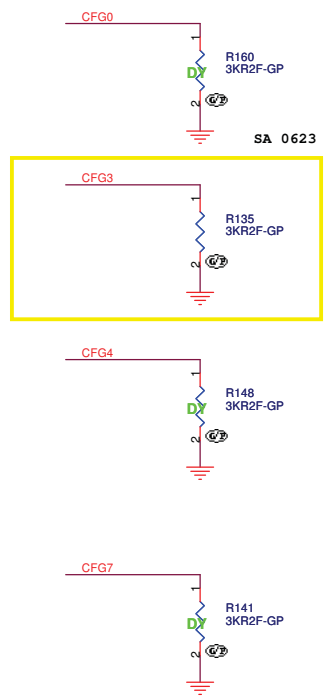 CFG0
1
R160
3KR2F-GP
DY
2 G/P
SA 0623
CFG3
1
R135
3KR2F-GP
2 G/P
CFG4
1
R148
3KR2F-GP
DY
2 G/P
CFG7
1
R141
3KR2F-GP
DY
2 G/P